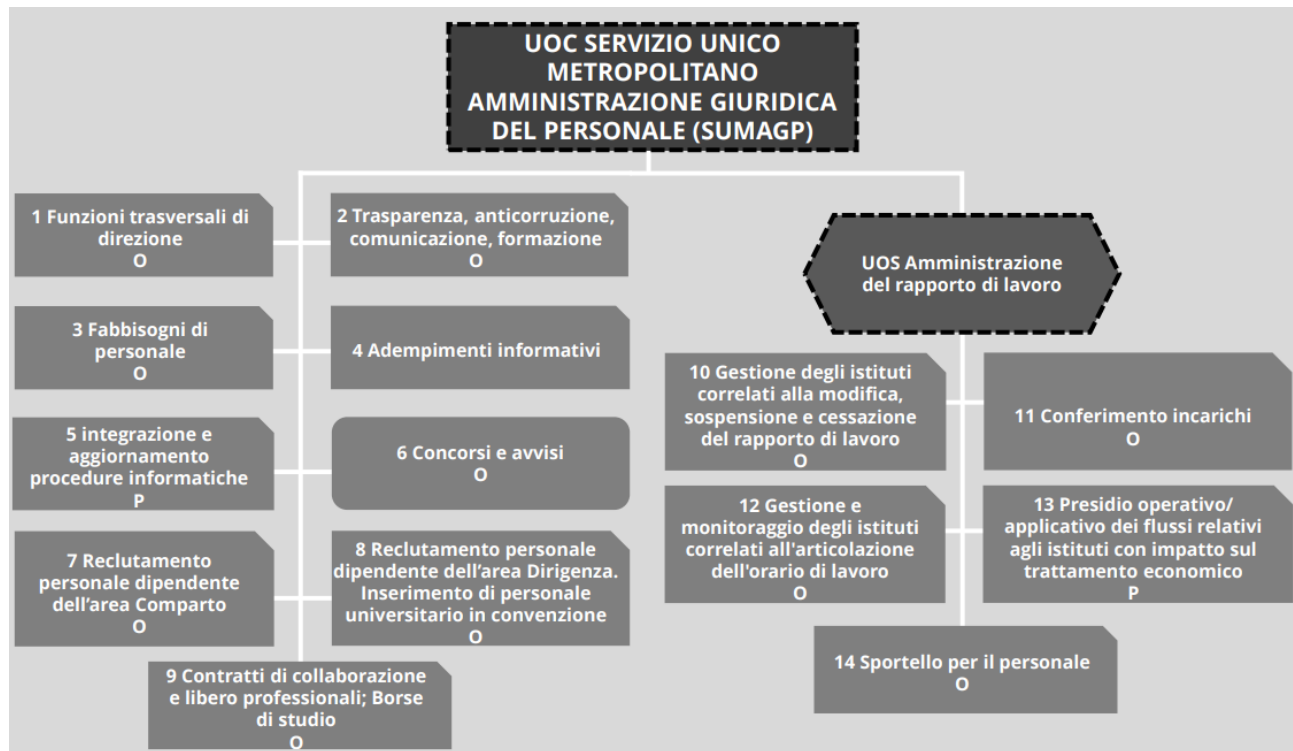 UOC SERVIZIO UNICO
METROPOLITANO
AMMINISTRAZIONE GIURIDICA
DEL PERSONALE (SUMAGP)
1 Funzioni trasversali di
direzione
O
2 Trasparenza, anticorruzione,
comunicazione, formazione
O
3 Fabbisogni di
personale
O
4 Adempimenti informativi
5 integrazione e
aggiornamento
procedure informatiche
P
6 Concorsi e avvisi
O
7 Reclutamento
personale dipendente
dell'area Comparto
O
8 Reclutamento personale
dipendente dell'area Dirigenza.
Inserimento di personale
universitario in convenzione
O
9 Contratti di collaborazione
e libero professionali; Borse
di studio
O
UOS Amministrazione
del rapporto di lavoro
10 Gestione degli istituti
correlati alla modifica,
sospensione e cessazione
del rapporto di lavoro
O
11 Conferimento incarichi
O
12 Gestione e
monitoraggio degli istituti
correlati all'articolazione
dell'orario di lavoro
O
13 Presidio operativo/
applicativo dei flussi relativi
agli istituti con impatto sul
trattamento economico
P
14 Sportello per il personale
O